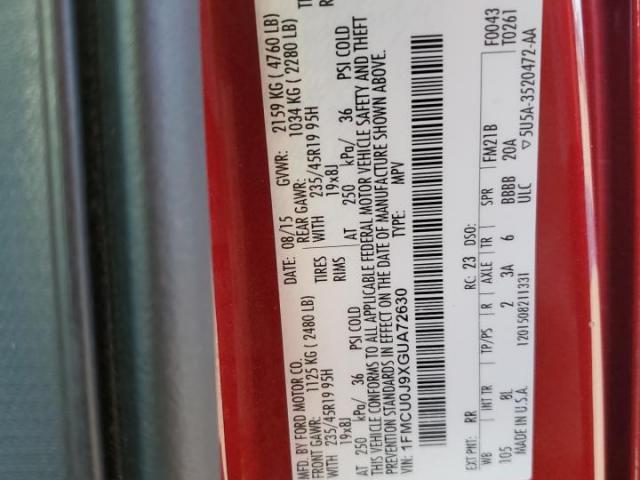 MFG. BY FORD MOTOR CO.
DATE: 08/15 GVWR: 2159 KG ( 4760 LB)
FRONT GAWR: 1125 KG ( 2480 LB) REAR GAWR: 1034 KG ( 2280 LB)
WITH 235/45R19 95H TIRES WITH 235/45R19 95H
19x8J RIMS 19x8J
AT 250 kPa/ 36 PSI COLD AT 250 kPa/ 36 PSI COLD
THIS VEHICLE CONFORMS TO ALL APPLICABLE FEDERAL MOTOR VEHICLE SAFETY AND THEFT
PREVENTION STANDARDS IN EFFECT ON THE DATE OF MANUFACTURE SHOWN ABOVE.
VIN: 1FMCU0J9XGUA72630 TYPE: MPV
F0043
T0261
EXT PNT: RR RC: 23 DSO:
WB INT TR TP/PS R AXLE TR SPR FM21B
105 8L 2 3A 6 BBBB 20A
MADE IN U.S.A. 1201508211331 ULC ▽5U5A-3520472-AA